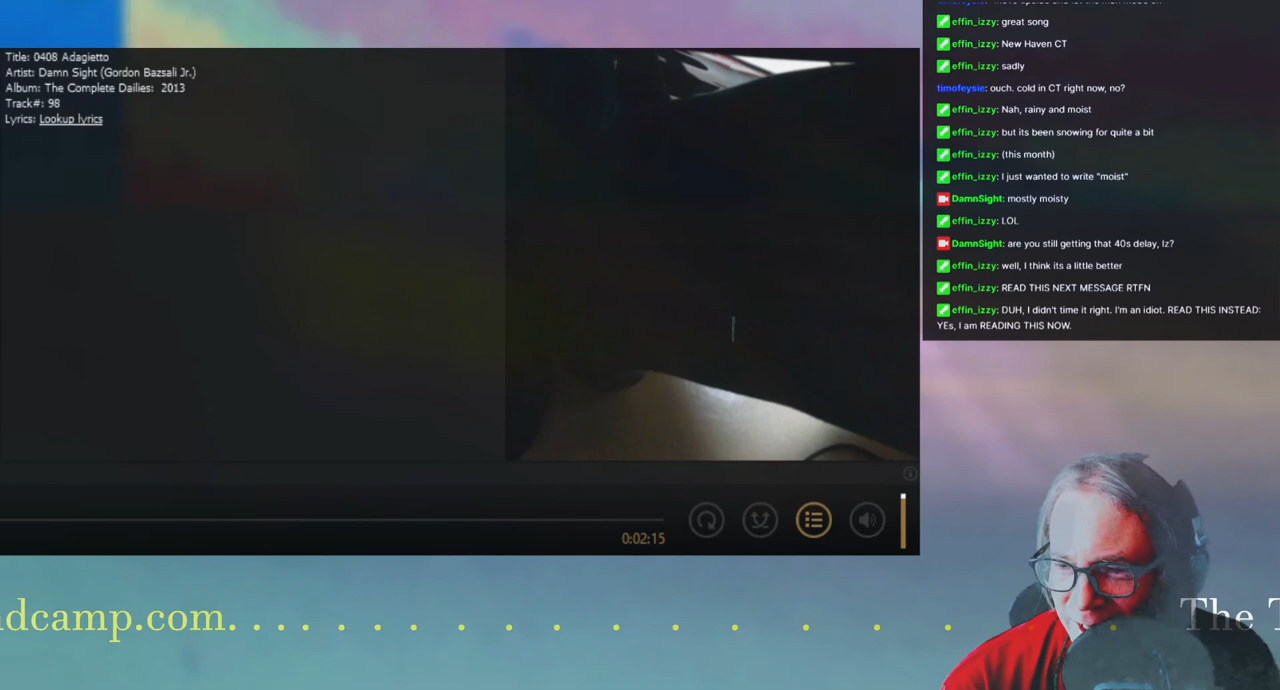 Title: 0408 Adagietto
Artist: Damn Sight (Gordon Bazsali Jr.)
Album: The Complete Dailies: 2013
Track#: 98
Lyrics: Lookup lyrics
0:02:15
effin_izzy: great song
effin_izzy: New Haven CT
effin_izzy: sadly
timofeysie: ouch. cold in CT right now, no?
effin_izzy: Nah, rainy and moist
effin_izzy: but its been snowing for quite a bit
effin_izzy: (this month)
effin_izzy: I just wanted to write "moist"
DamnSight: mostly moisty
effin_izzy: LOL
DamnSight: are you still getting that 40s delay, Iz?
effin_izzy: well, I think its a little better
effin_izzy: READ THIS NEXT MESSAGE RTFN
effin_izzy: DUH, I didn't time it right. I'm an idiot. READ THIS INSTEAD:
YEs, I am READING THIS NOW.
ndcamp.com. . . . . . . . . . . . . . . . . The T